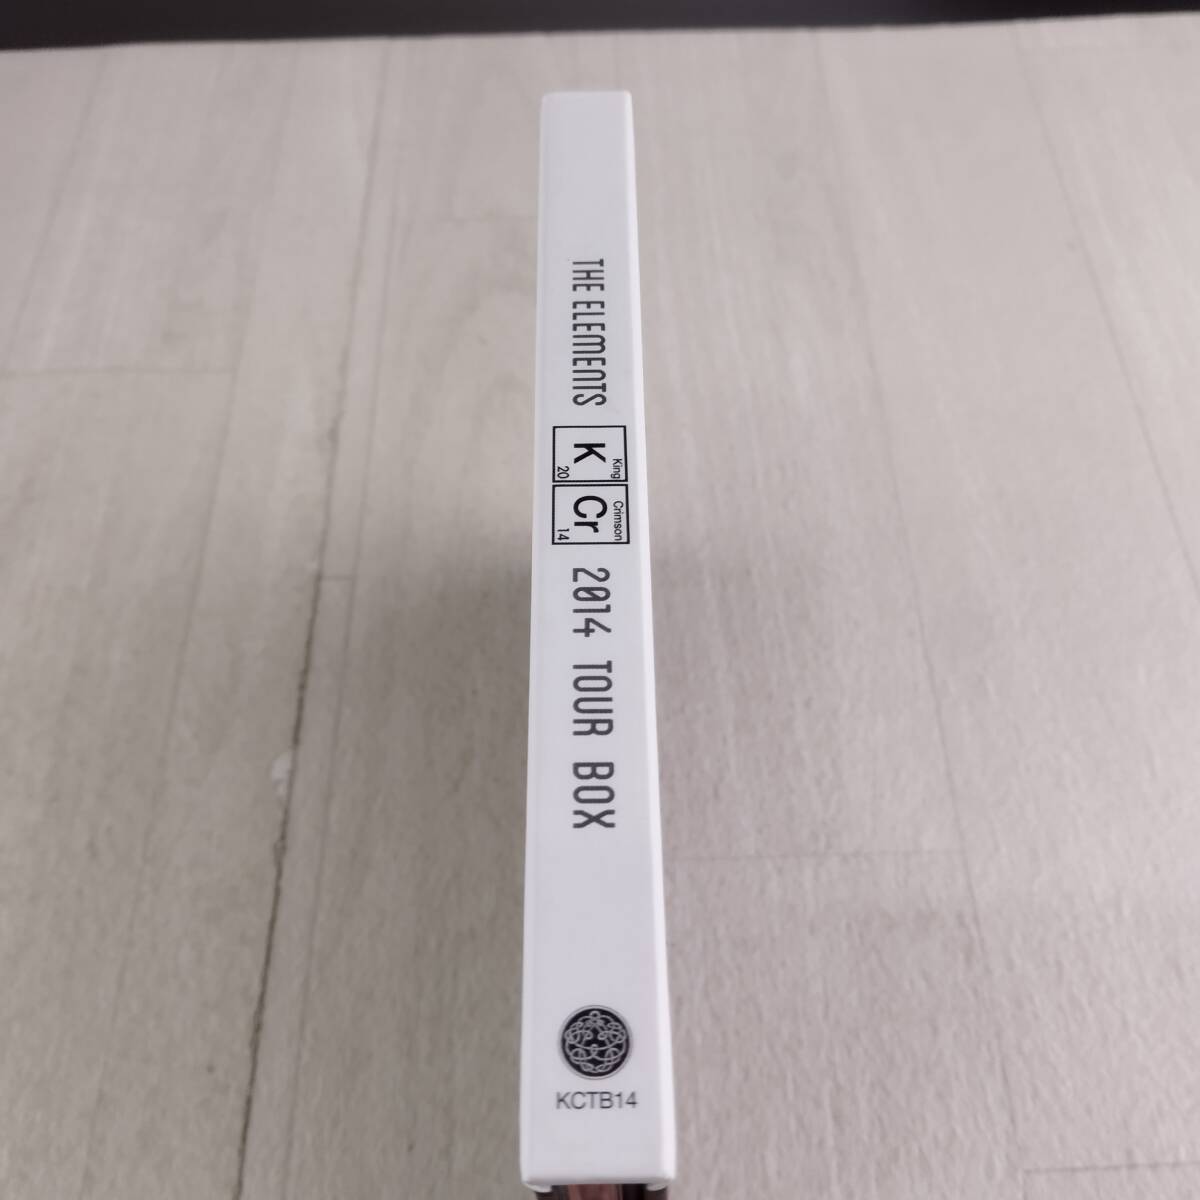 THE ELEMENTS
King
K
20
Crimson
Cr
14
2014 TOUR BOX
KCTB14